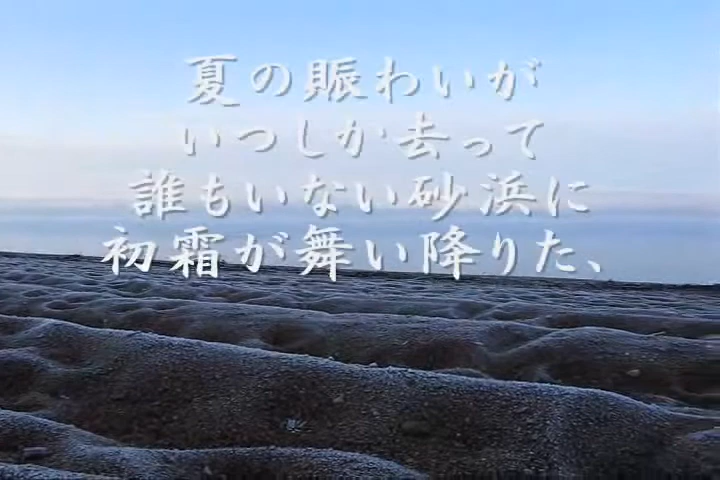 夏の賑わいが
いつしか去って
誰もいない砂浜に
初霜が舞い降りた、